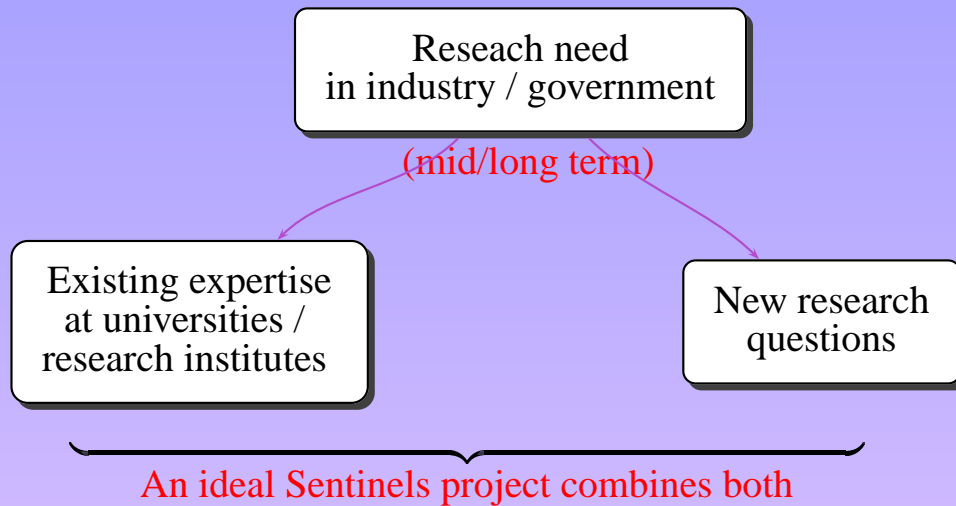 Reseach need
in industry / government
(mid/long term)
Existing expertise
at universities /
research institutes
New research
questions
An ideal Sentinels project combines both